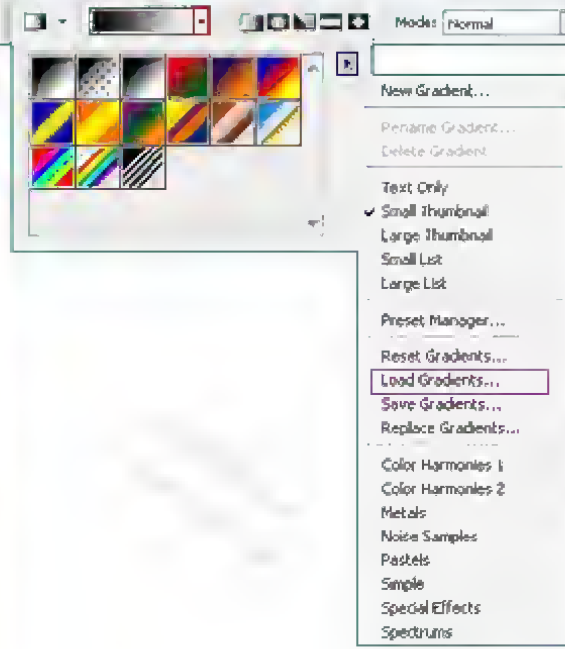 Mode: Normal
New Gradient...
Rename Gradient...
Delete Gradient
Text Only
Small Thumbnail
Large Thumbnail
Small List
Large List
Preset Manager...
Reset Gradients...
Load Gradients...
Save Gradients...
Replace Gradients...
Color Harmonies 1
Color Harmonies 2
Metals
Noise Samples
Pastels
Simple
Special Effects
Spectrums